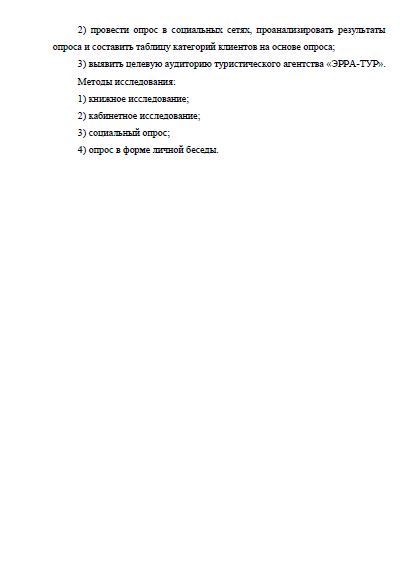 2) провести опрос в социальных сетях, проанализировать результаты
опроса и составить таблицу категорий клиентов на основе опроса;
3) выявить целевую аудиторию туристического агентства «ЭРРА-ТУР».
Методы исследования:
1) книжное исследование;
2) кабинетное исследование;
3) социальный опрос;
4) опрос в форме личной беседы.